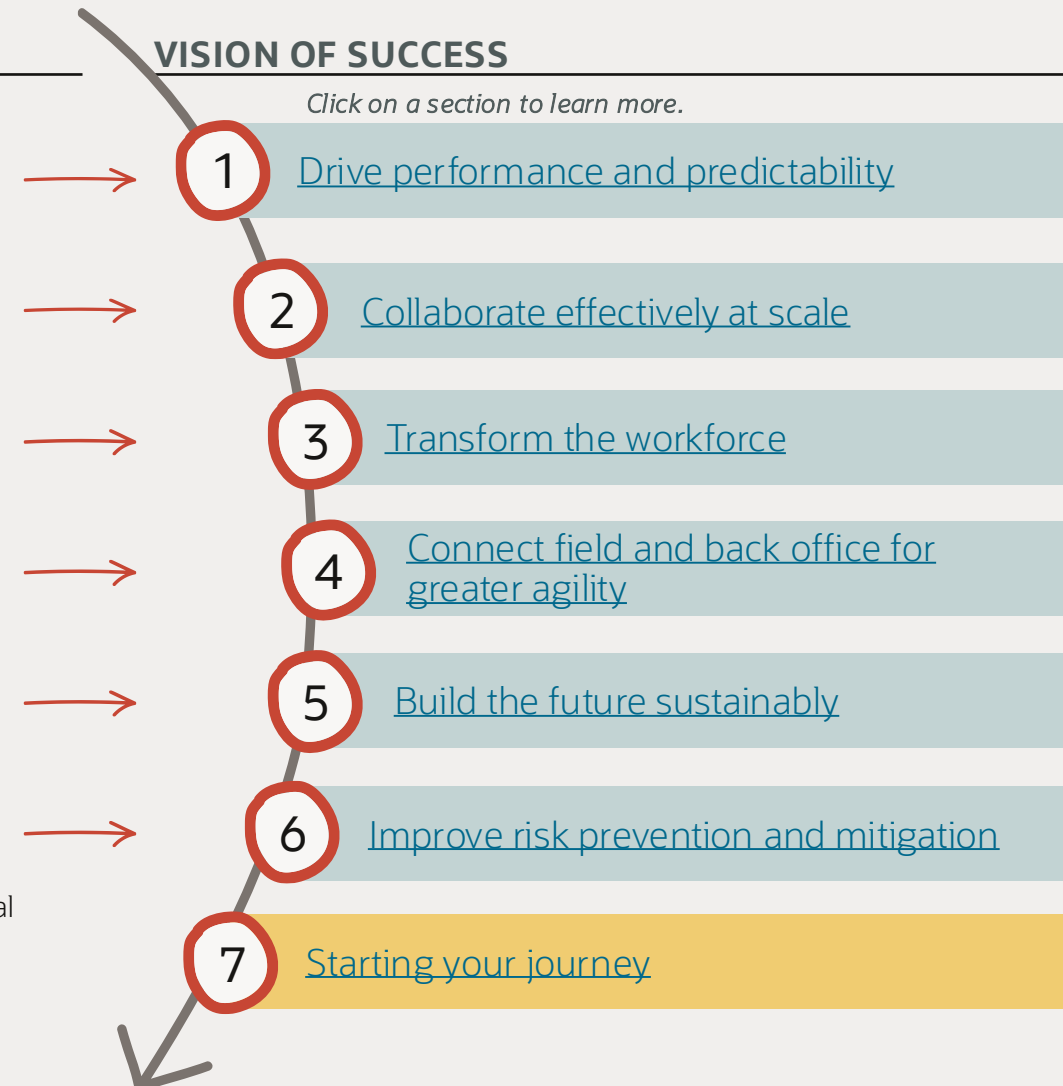 VISION OF SUCCESS
Click on a section to learn more.
1 Drive performance and predictability
2 Collaborate effectively at scale
3 Transform the workforce
4 Connect field and back office for
greater agility
5 Build the future sustainably
6 Improve risk prevention and mitigation
al
7 Starting your journey